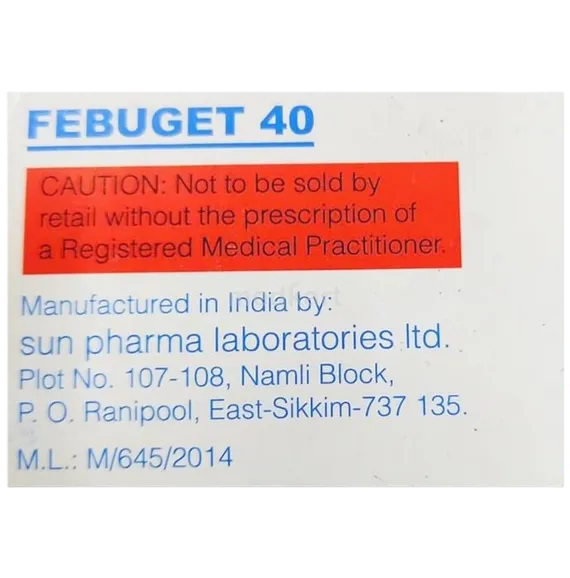 FEBUGET 40
CAUTION: Not to be sold by
retail without the prescription of
a Registered Medical Practitioner.
Manufactured in India by:
sun pharma laboratories ltd.
Plot No. 107-108, Namli Block,
P. O. Ranipool, East-Sikkim-737 135.
M.L.: M/645/2014